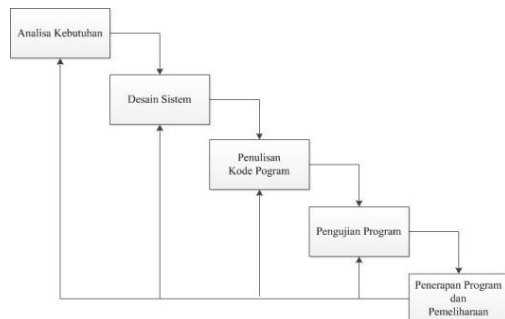 Analisa Kebutuhan
Desain Sistem
Penulisan
Kode Pogram
Pengujian Program
Penerapan Program
dan
Pemeliharaan